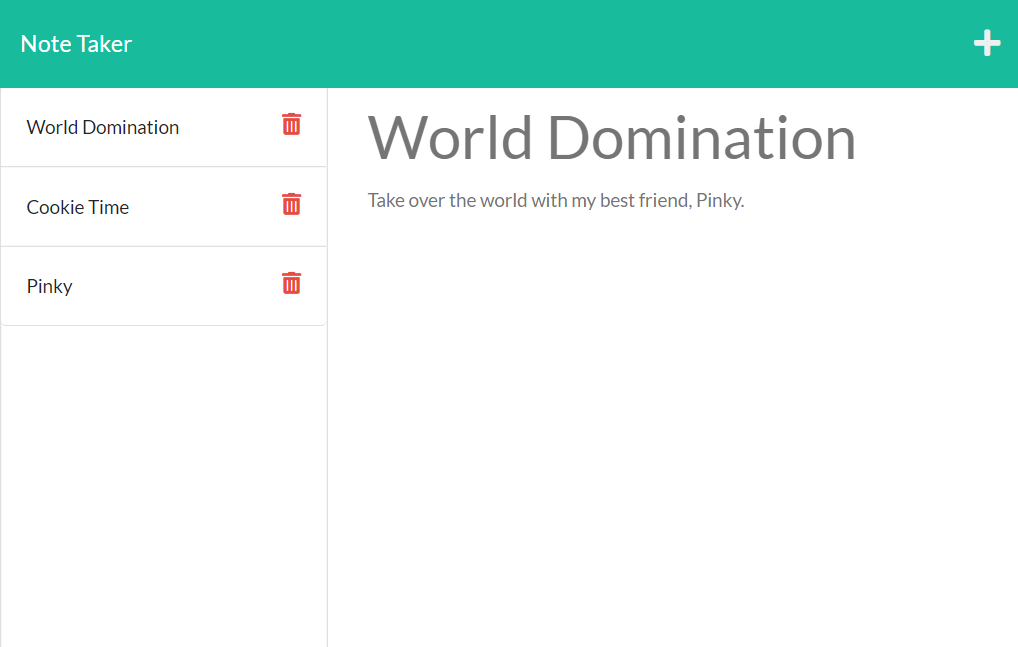 Note Taker
World Domination
Cookie Time
Pinky
World Domination
Take over the world with my best friend, Pinky.